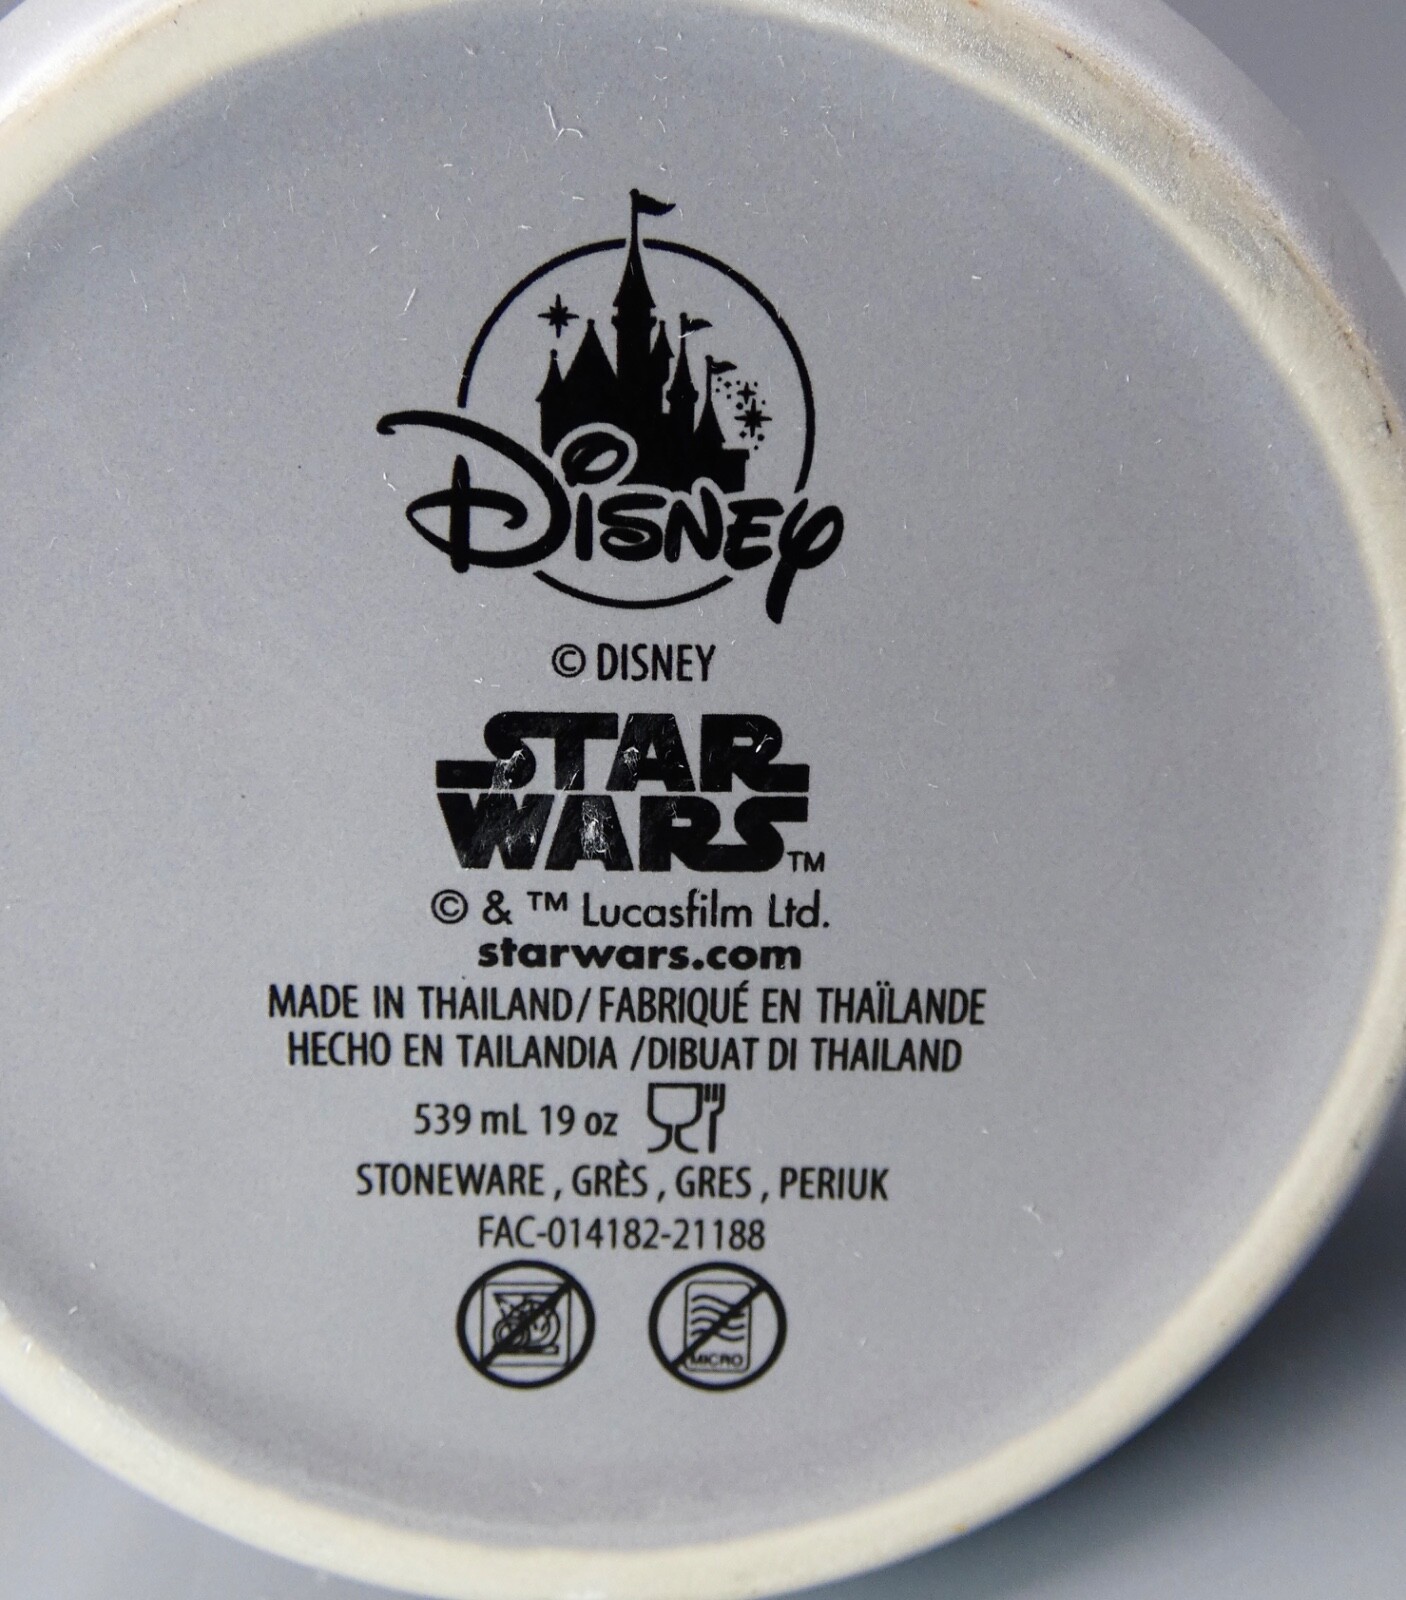 Disney
© DISNEY
STAR
WARS™
© & ™ Lucasfilm Ltd.
starwars.com
MADE IN THAILAND/ FABRIQUÉ EN THAÏLANDE
HECHO EN TAILANDIA /DIBUAT DI THAILAND
539 mL 19 oz
STONEWARE , GRÈS , GRES , PERIUK
FAC-014182-21188
MICRO